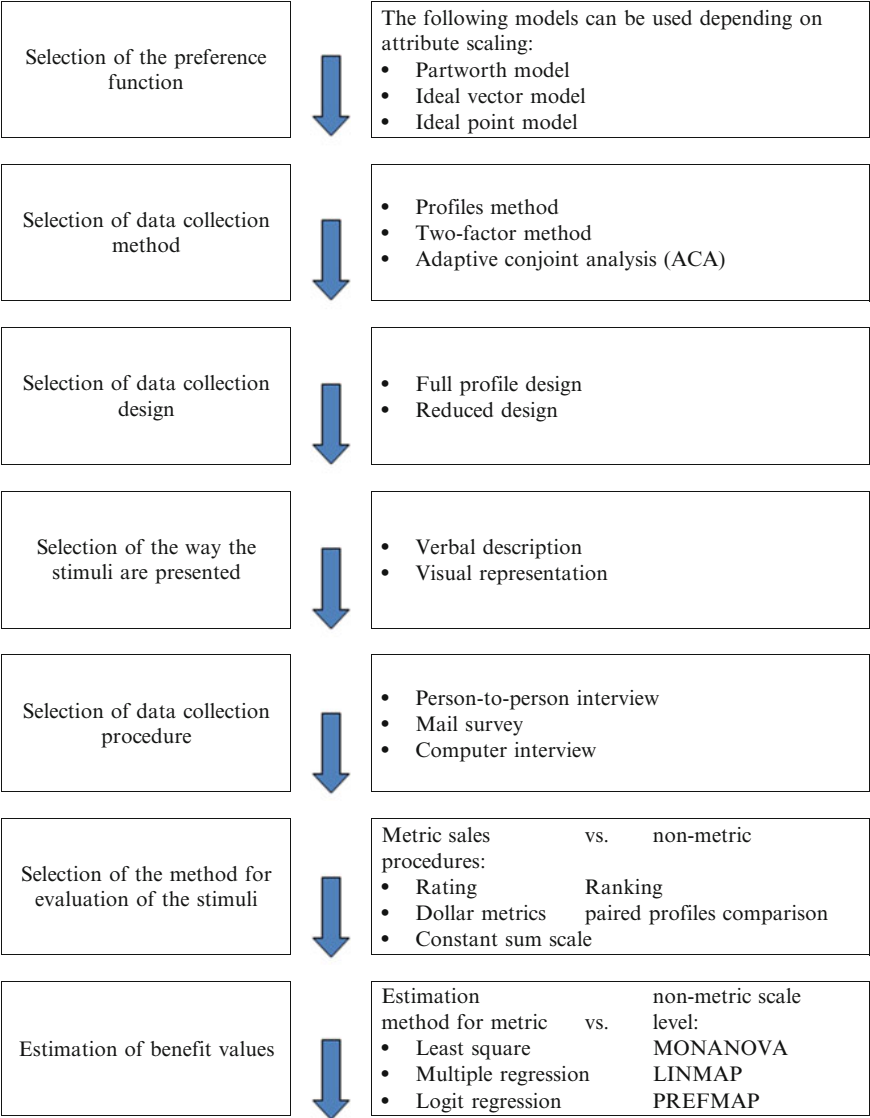 Selection of the preference
function
The following models can be used depending on
attribute scaling:
• Partworth model
• Ideal vector model
• Ideal point model
Selection of data collection
method
• Profiles method
• Two-factor method
• Adaptive conjoint analysis (ACA)
Selection of data collection
design
• Full profile design
• Reduced design
Selection of the way the
stimuli are presented
• Verbal description
• Visual representation
Selection of data collection
procedure
• Person-to-person interview
• Mail survey
• Computer interview
Selection of the method for
evaluation of the stimuli
Metric sales vs. non-metric
procedures:
• Rating Ranking
• Dollar metrics paired profiles comparison
• Constant sum scale
Estimation of benefit values
Estimation non-metric scale
method for metric vs. level:
• Least square MONANOVA
• Multiple regression LINMAP
• Logit regression PREFMAP